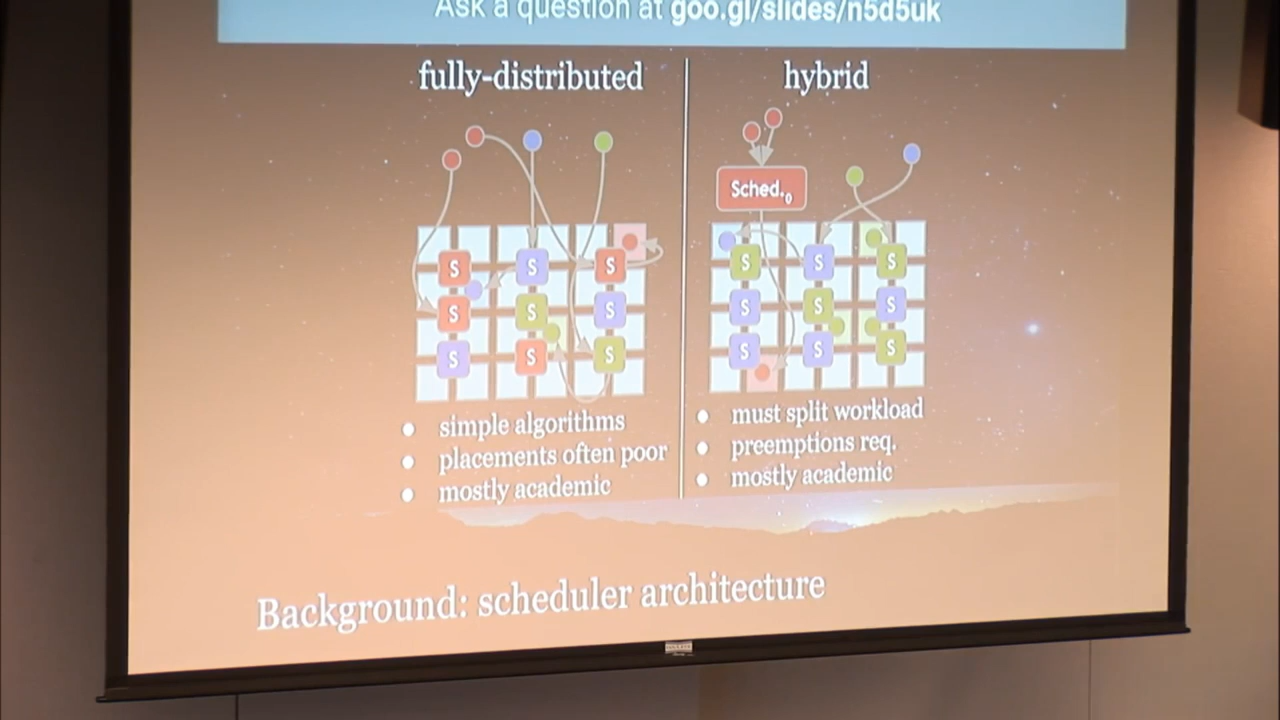 Ask a question at goo.gl/slides/n5d5uk
fully-distributed
S S S
S S S
S S S
• simple algorithms
• placements often poor
• mostly academic
hybrid
Sched.0
S S S
S S S
S S S
• must split workload
• preemptions req.
• mostly academic
Background: scheduler architecture